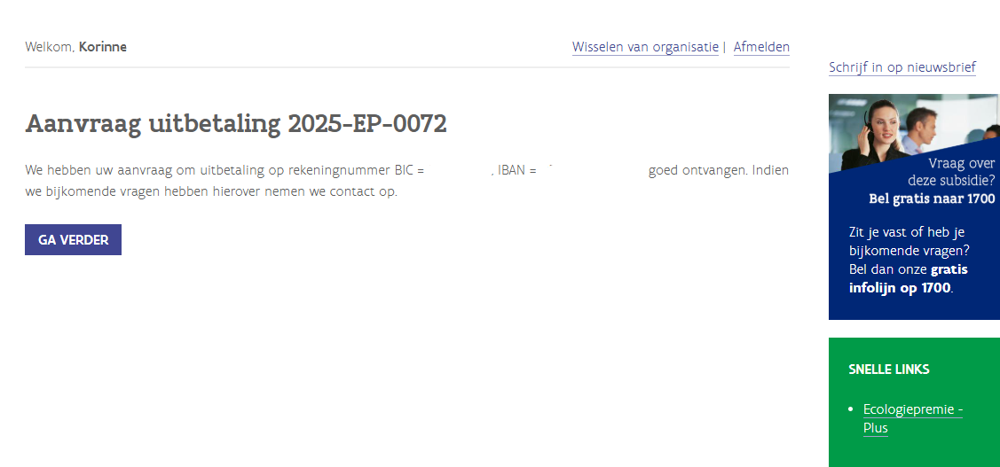 Welkom, Korinne
Wisselen van organisatie | Afmelden
Aanvraag uitbetaling 2025-EP-0072
We hebben uw aanvraag om uitbetaling op rekeningnummer BIC = , IBAN = goed ontvangen. Indien
we bijkomende vragen hebben hierover nemen we contact op.
GA VERDER
Schrijf in op nieuwsbrief
Vraag over
deze subsidie?
Bel gratis naar 1700
Zit je vast of heb je
bijkomende vragen?
Bel dan onze gratis
infolijn op 1700.
SNELLE LINKS
• Ecologiepremie -
Plus